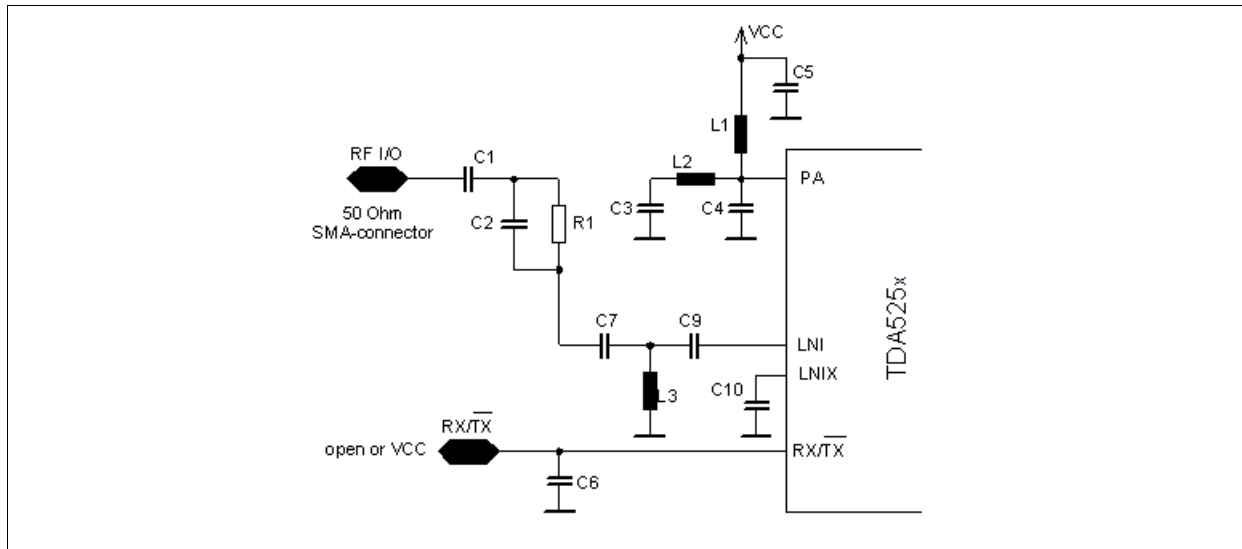 VCC
C5
L1
RF I/O
C1
L2
PA
50 Ohm
SMA-connector
C2
R1
C3
C4
TDA525x
C7
C9
LNI
LNIX
L3
C10
RX/TX
open or VCC
RX/TX
C6